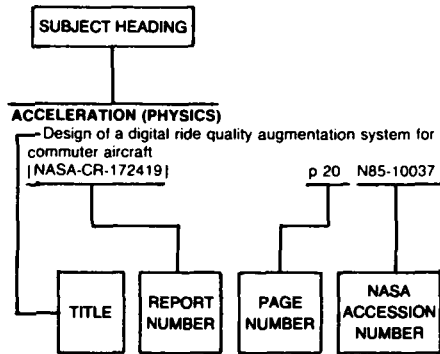 SUBJECT HEADING
ACCELERATION (PHYSICS)
Design of a digital ride quality augmentation system for
commuter aircraft
[NASA-CR-172419] p 20 N85-10037
TITLE
REPORT
NUMBER
PAGE
NUMBER
NASA
ACCESSION
NUMBER